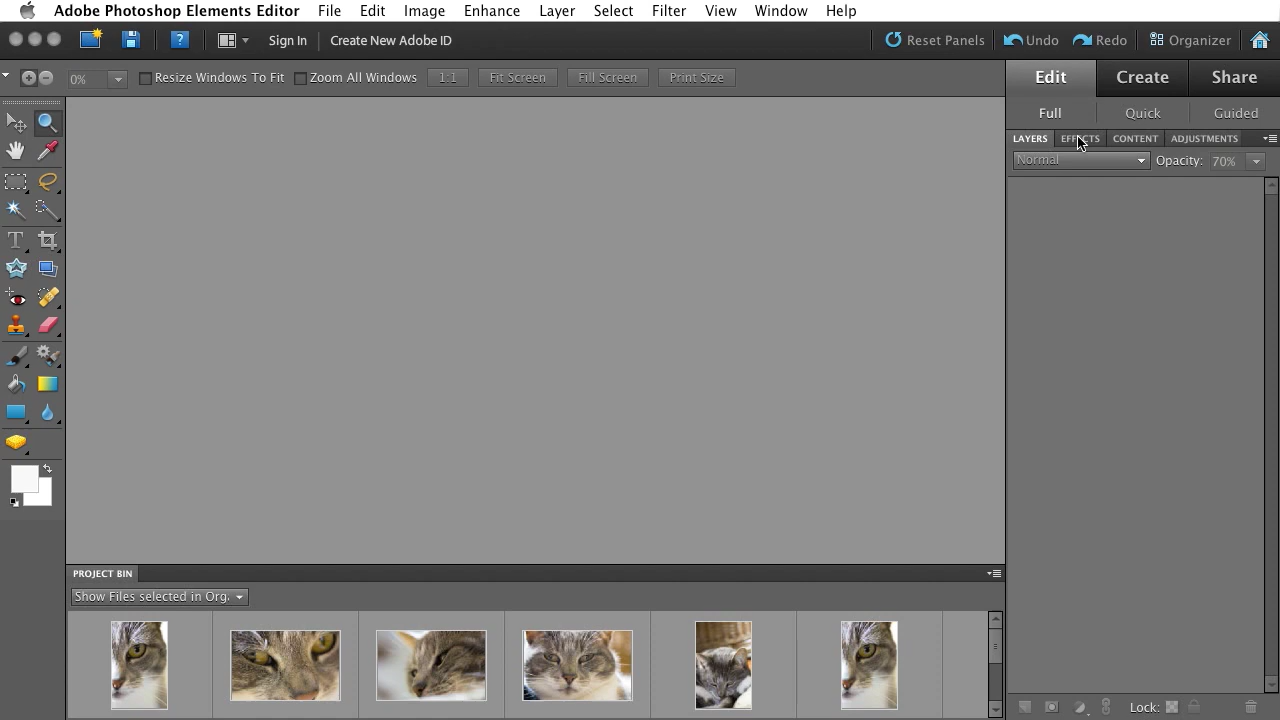 Adobe Photoshop Elements Editor File Edit Image Enhance Layer Select Filter View Window Help
Sign In Create New Adobe ID Reset Panels Undo Redo Organizer
0% Resize Windows To Fit Zoom All Windows 1:1 Fit Screen Fill Screen Print Size
Edit Create Share
Full Quick Guided
LAYERS EFFECTS CONTENT ADJUSTMENTS
Normal Opacity: 70%
PROJECT BIN
Show Files selected in Org.
Lock: